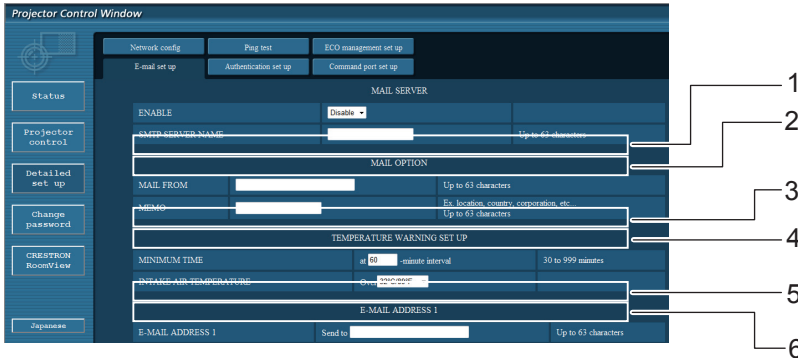 Projector Control Window
Network config
Ping test
ECO management set up
E-mail set up
Authentication set up
Command port set up
Status
Projector control
Detailed set up
Change password
CRESTRON RoomView
Japanese
MAIL SERVER
ENABLE Disable
SMTP SERVER NAME Up to 63 characters
MAIL OPTION
MAIL FROM Up to 63 characters
MEMO Ex. location, country, corporation, etc...
Up to 63 characters
TEMPERATURE WARNING SET UP
MINIMUM TIME at 60 -minute interval 30 to 999 minutes
INTAKE AIR TEMPERATURE Over 32°C/89°F
E-MAIL ADDRESS 1
E-MAIL ADDRESS 1 Send to Up to 63 characters
1
2
3
4
5
6